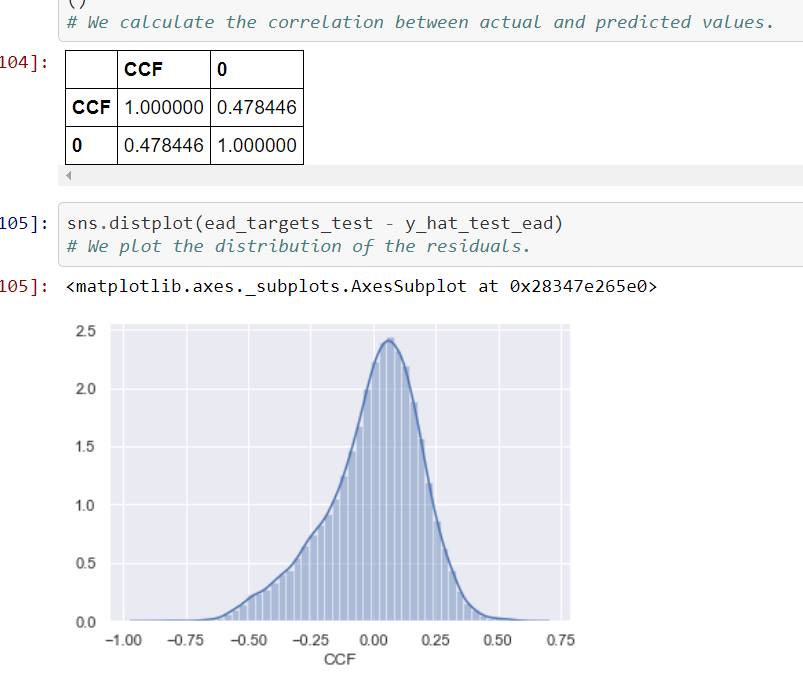 ()
# We calculate the correlation between actual and predicted values.
104]:
CCF 0
CCF 1.000000 0.478446
0 0.478446 1.000000
105]: sns.distplot(ead_targets_test - y_hat_test_ead)
# We plot the distribution of the residuals.
105]: <matplotlib.axes._subplots.AxesSubplot at 0x28347e265e0>
2.5
2.0
1.5
1.0
0.5
0.0
−1.00 −0.75 −0.50 −0.25 0.00 0.25 0.50 0.75
CCF